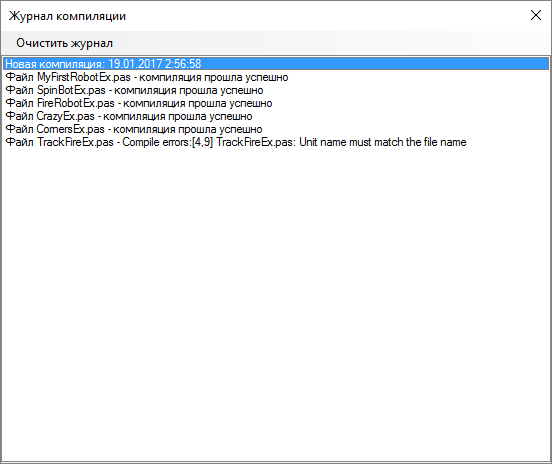 Журнал компиляции
Очистить журнал
Новая компиляция: 19.01.2017 2:56:58
Файл MyFirstRobotEx.pas - компиляция прошла успешно
Файл SpinBotEx.pas - компиляция прошла успешно
Файл FireRobotEx.pas - компиляция прошла успешно
Файл CrazyEx.pas - компиляция прошла успешно
Файл CornersEx.pas - компиляция прошла успешно
Файл TrackFireEx.pas - Compile errors:[4,9] TrackFireEx.pas: Unit name must match the file name